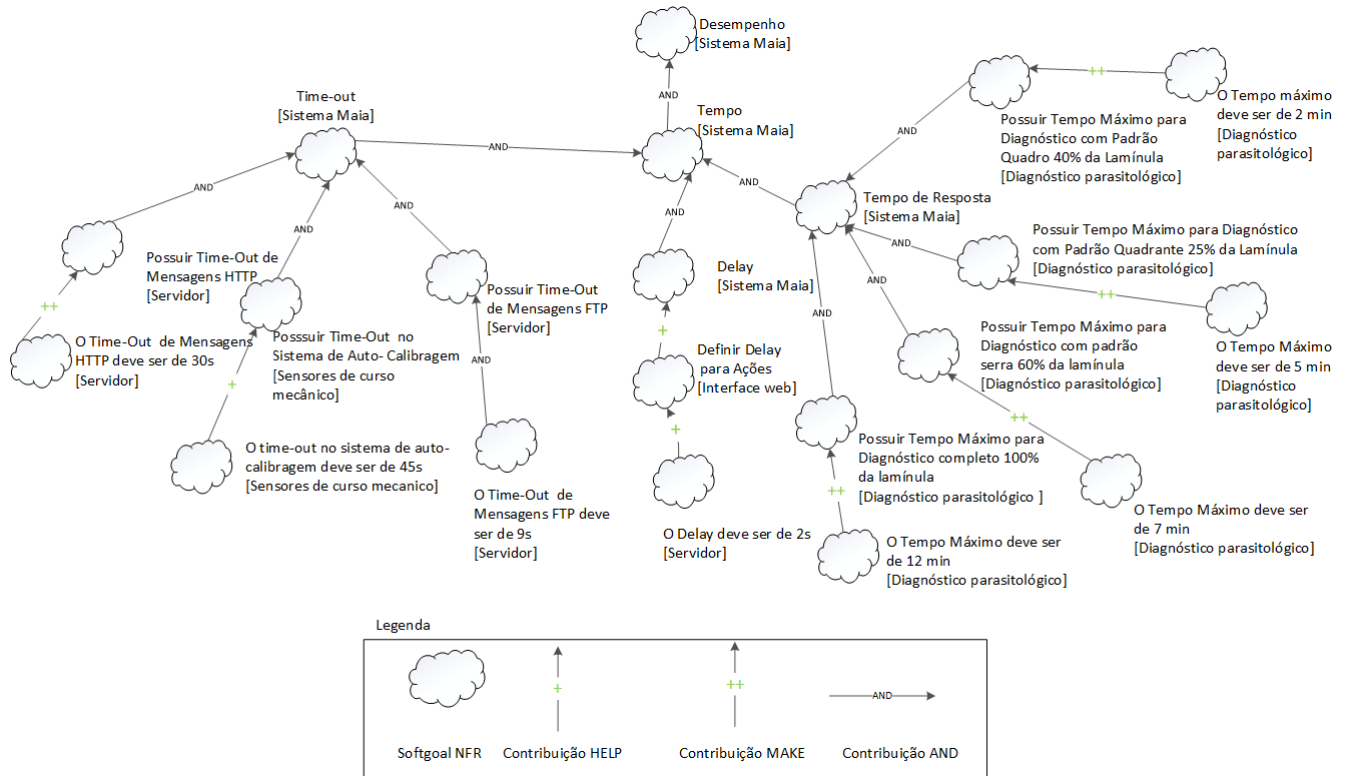 Desempenho
[Sistema Maia]
AND
Time-out
[Sistema Maia]
AND
Tempo
[Sistema Maia]
AND
++
O Tempo máximo
deve ser de 2 min
[Diagnóstico
parasitológico]
Possuir Tempo Máximo para
Diagnóstico com Padrão
Quadro 40% da Lamínula
[Diagnóstico parasitológico]
AND
AND
Tempo de Resposta
[Sistema Maia]
AND
AND
AND
Possuir Time-Out de
Mensagens HTTP
[Servidor]
++
O Time-Out de Mensagens
HTTP deve ser de 30s
[Servidor]
Posssuir Time-Out no
Sistema de Auto- Calibragem
[Sensores de curso
mecânico]
+
O time-out no sistema de auto-
calibragem deve ser de 45s
[Sensores de curso mecanico]
Possuir Time-Out
de Mensagens FTP
[Servidor]
AND
O Time-Out de
Mensagens FTP deve
ser de 9s
[Servidor]
AND
Delay
[Sistema Maia]
+
Definir Delay
para Ações
[Interface web]
+
O Delay deve ser de 2s
[Servidor]
AND
Possuir Tempo Máximo para Diagnóstico
com Padrão Quadrante 25% da Lamínula
[Diagnóstico parasitológico]
++
O Tempo Máximo
deve ser de 5 min
[Diagnóstico
parasitológico]
AND
Possuir Tempo Máximo para
Diagnóstico com padrão
serra 60% da lamínula
[Diagnóstico parasitológico]
++
O Tempo Máximo deve ser
de 7 min
[Diagnóstico parasitológico]
AND
Possuir Tempo Máximo para
Diagnóstico completo 100%
da lamínula
[Diagnóstico parasitológico ]
++
O Tempo Máximo deve ser
de 12 min
[Diagnóstico parasitológico]
Legenda
+
++
AND
Softgoal NFR
Contribuição HELP
Contribuição MAKE
Contribuição AND